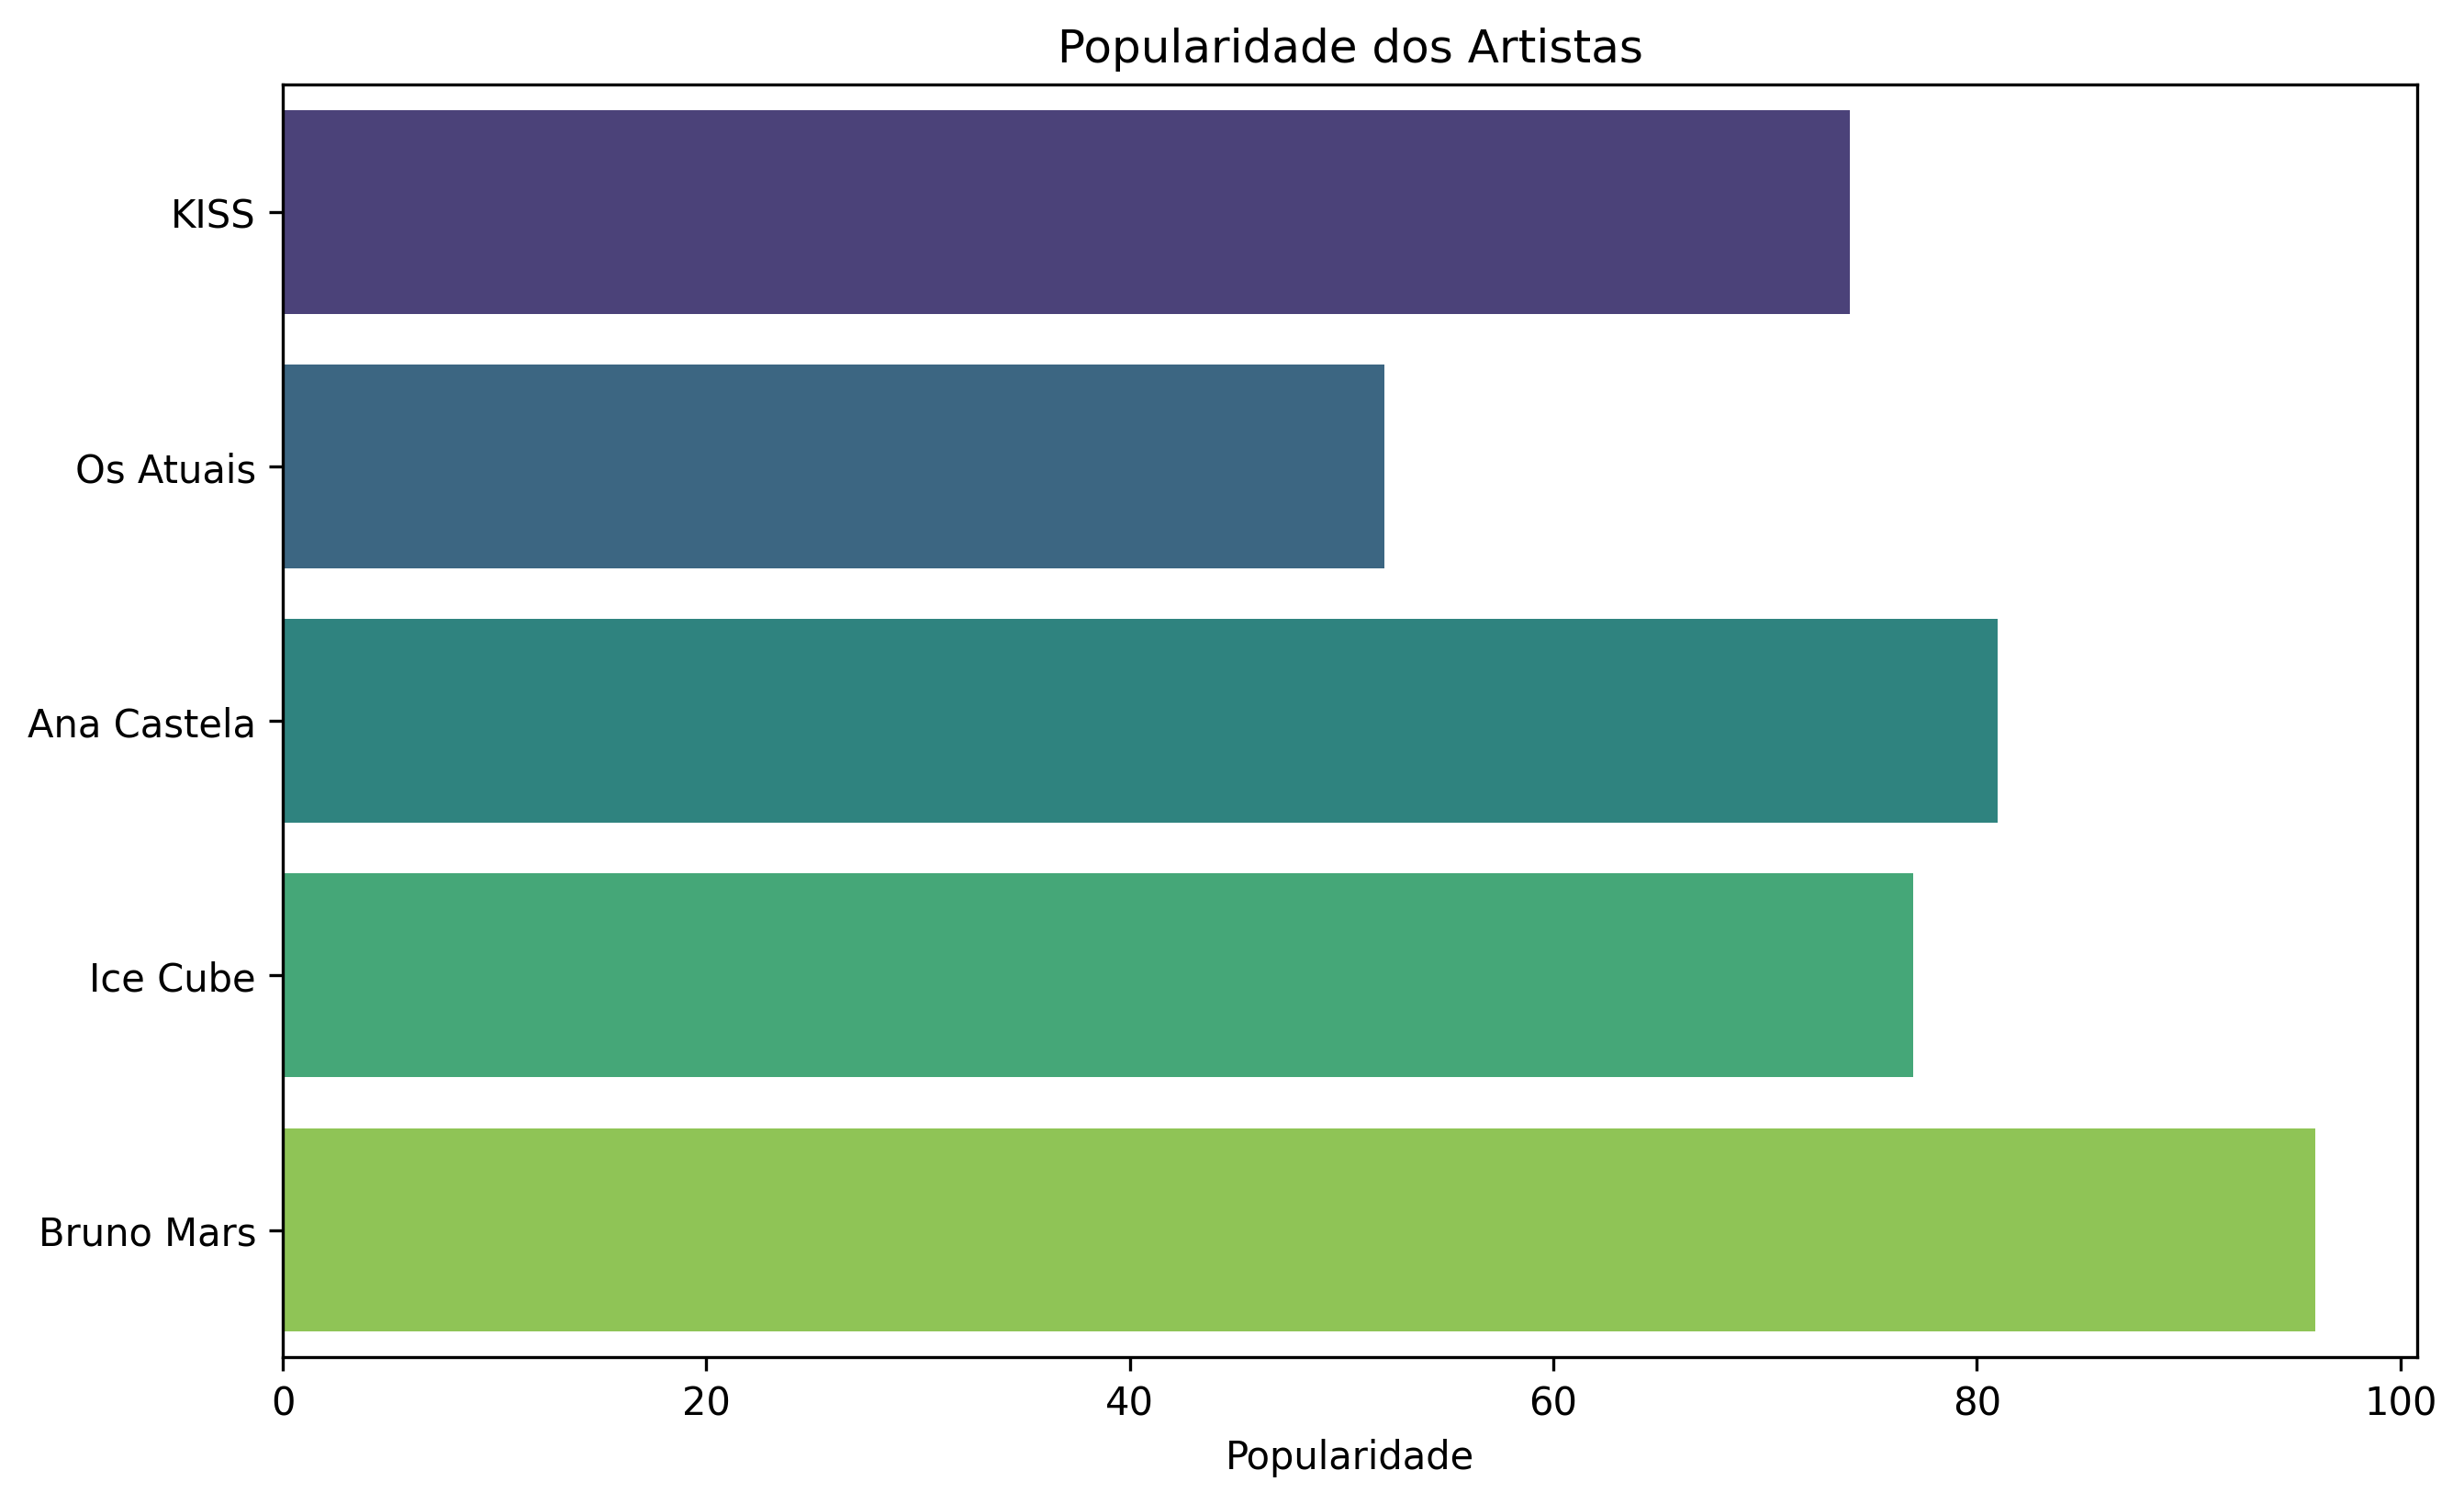 Popularidade dos Artistas
KISS
Os Atuais
Ana Castela
Ice Cube
Bruno Mars
0 20 40 60 80 100
Popularidade